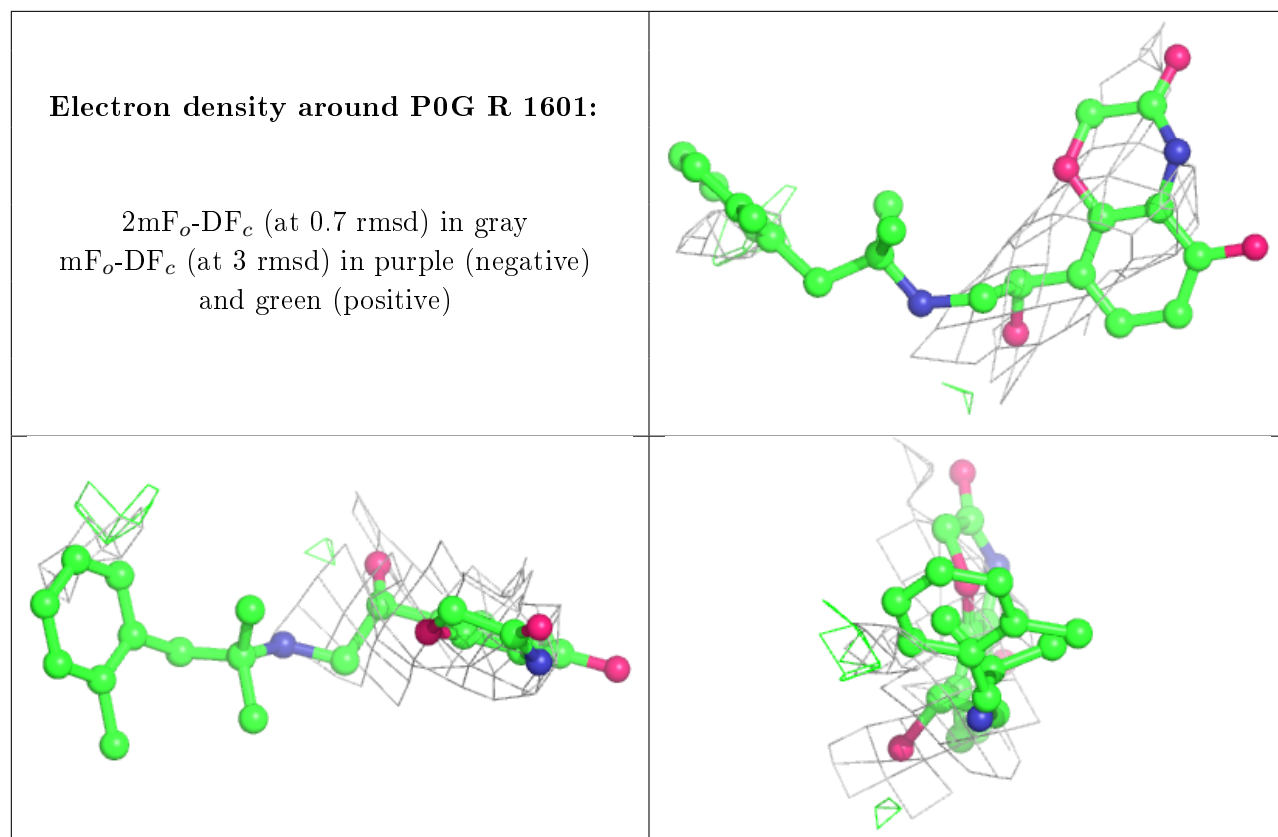 Electron density around P0G R 1601:
2mFo-DFc (at 0.7 rmsd) in gray
mFo-DFc (at 3 rmsd) in purple (negative)
and green (positive)